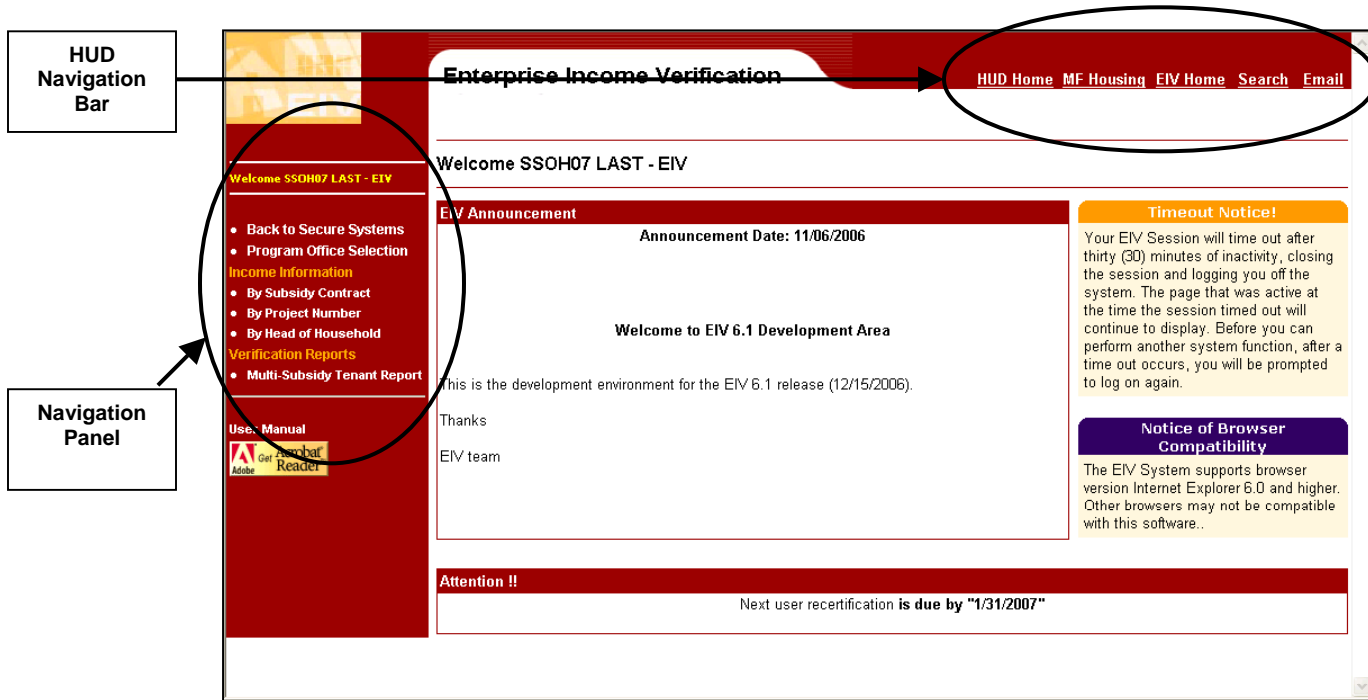 HUD
Navigation
Bar
EIV
Enterprise Income Verification
HUD Home MF Housing EIV Home Search Email
Welcome SSOH07 LAST - EIV
• Back to Secure Systems
• Program Office Selection
Income Information
• By Subsidy Contract
• By Project Number
• By Head of Household
Verification Reports
• Multi-Subsidy Tenant Report
User Manual
Adobe
Get Acrobat
Reader
Navigation
Panel
Welcome SSOH07 LAST - EIV
EIV Announcement
Announcement Date: 11/06/2006
Welcome to EIV 6.1 Development Area
This is the development environment for the EIV 6.1 release (12/15/2006).
Thanks
EIV team
Timeout Notice!
Your EIV Session will time out after
thirty (30) minutes of inactivity, closing
the session and logging you off the
system. The page that was active at
the time the session timed out will
continue to display. Before you can
perform another system function, after a
time out occurs, you will be prompted
to log on again.
Notice of Browser
Compatibility
The EIV System supports browser
version Internet Explorer 6.0 and higher.
Other browsers may not be compatible
with this software..
Attention !!
Next user recertification is due by "1/31/2007"